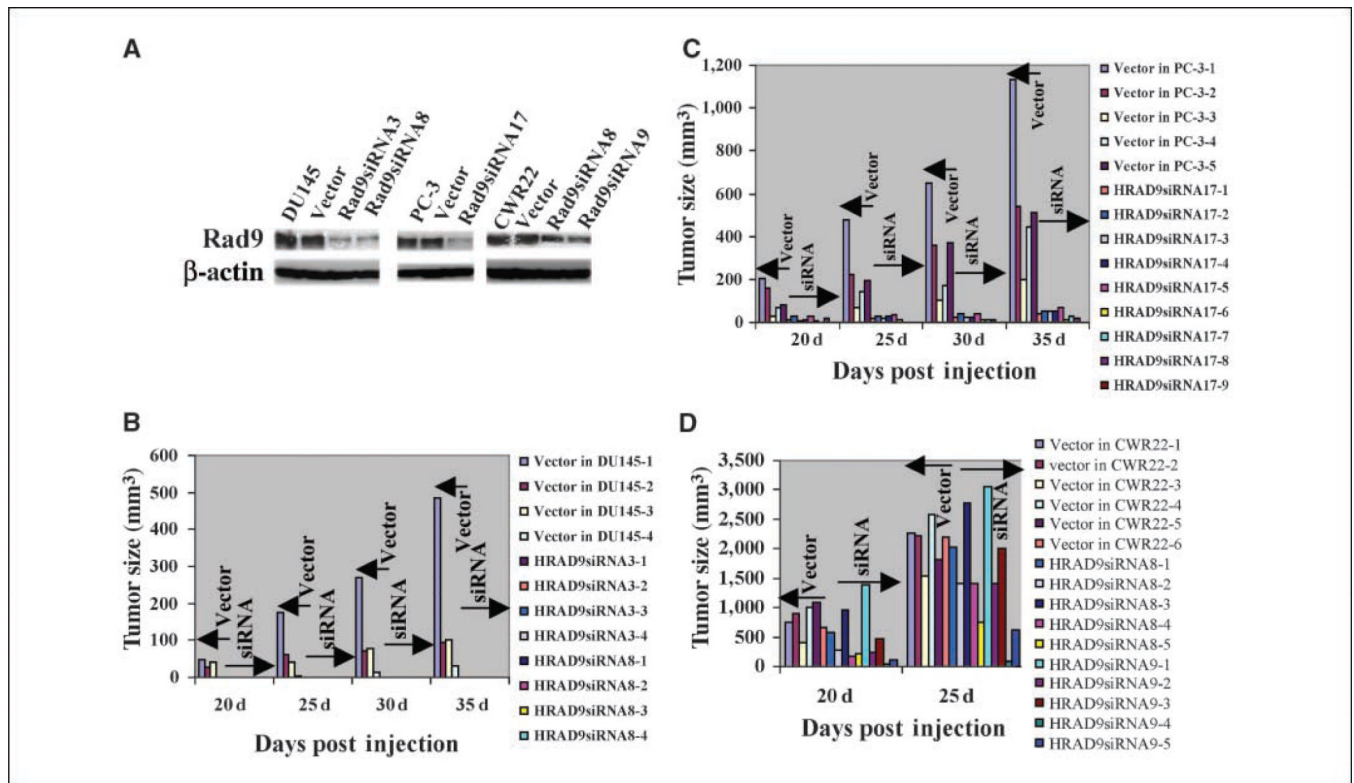 A
DU145
Vector
Rad9siRNA3
Rad9siRNA8
PC-3
Vector
Rad9siRNA17
CWR22
Vector
Rad9siRNA8
Rad9siRNA9
Rad9
β-actin
B
Tumor size (mm³)
600
500
400
300
200
100
0
Vector
siRNA
Vector
siRNA
Vector
siRNA
Vector
siRNA
20 d
25 d
30 d
35 d
Days post injection
Vector in DU145-1
Vector in DU145-2
Vector in DU145-3
Vector in DU145-4
HRAD9siRNA3-1
HRAD9siRNA3-2
HRAD9siRNA3-3
HRAD9siRNA3-4
HRAD9siRNA8-1
HRAD9siRNA8-2
HRAD9siRNA8-3
HRAD9siRNA8-4
C
Tumor size (mm³)
1,200
1,000
800
600
400
200
0
Vector
siRNA
Vector
siRNA
Vector
siRNA
Vector
siRNA
20 d
25 d
30 d
35 d
Days post injection
Vector in PC-3-1
Vector in PC-3-2
Vector in PC-3-3
Vector in PC-3-4
Vector in PC-3-5
HRAD9siRNA17-1
HRAD9siRNA17-2
HRAD9siRNA17-3
HRAD9siRNA17-4
HRAD9siRNA17-5
HRAD9siRNA17-6
HRAD9siRNA17-7
HRAD9siRNA17-8
HRAD9siRNA17-9
D
Tumor size (mm³)
3,500
3,000
2,500
2,000
1,500
1,000
500
0
Vector
siRNA
Vector
siRNA
20 d
25 d
Days post injection
Vector in CWR22-1
vector in CWR22-2
Vector in CWR22-3
Vector in CWR22-4
Vector in CWR22-5
Vector in CWR22-6
HRAD9siRNA8-1
HRAD9siRNA8-2
HRAD9siRNA8-3
HRAD9siRNA8-4
HRAD9siRNA8-5
HRAD9siRNA9-1
HRAD9siRNA9-2
HRAD9siRNA9-3
HRAD9siRNA9-4
HRAD9siRNA9-5